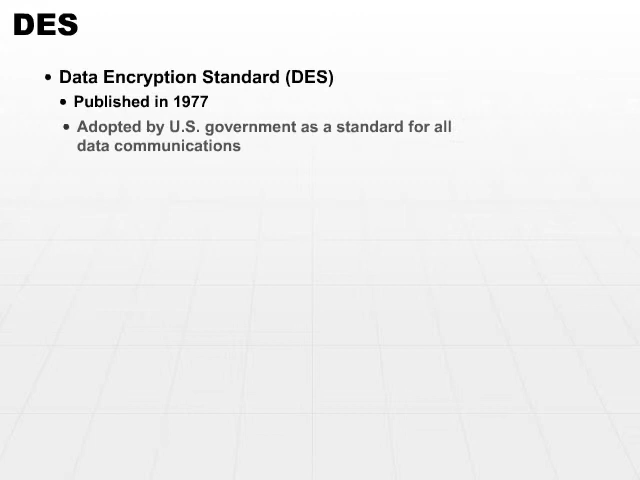 DES
• Data Encryption Standard (DES)
• Published in 1977
• Adopted by U.S. government as a standard for all
data communications